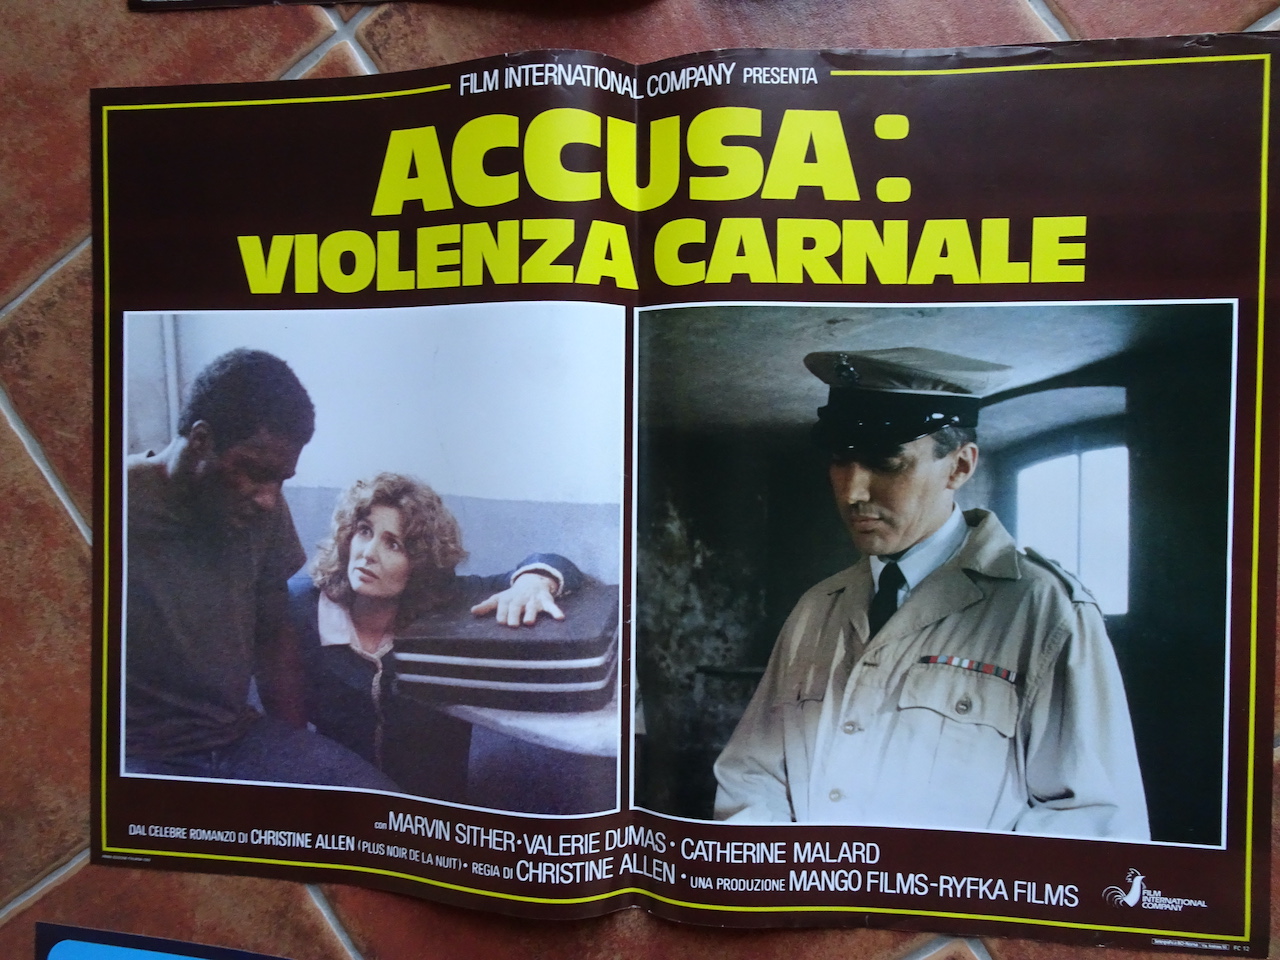 FILM INTERNATIONAL COMPANY PRESENTA
ACCUSA:
VIOLENZA CARNALE
con MARVIN SITHER • VALERIE DUMAS • CATHERINE MALARD
DAL CELEBRE ROMANZO DI CHRISTINE ALLEN (PLUS NOIR DE LA NUIT) • REGIA DI CHRISTINE ALLEN • UNA PRODUZIONE MANGO FILMS-RYFKA FILMS
FILM
INTERNATIONAL
COMPANY